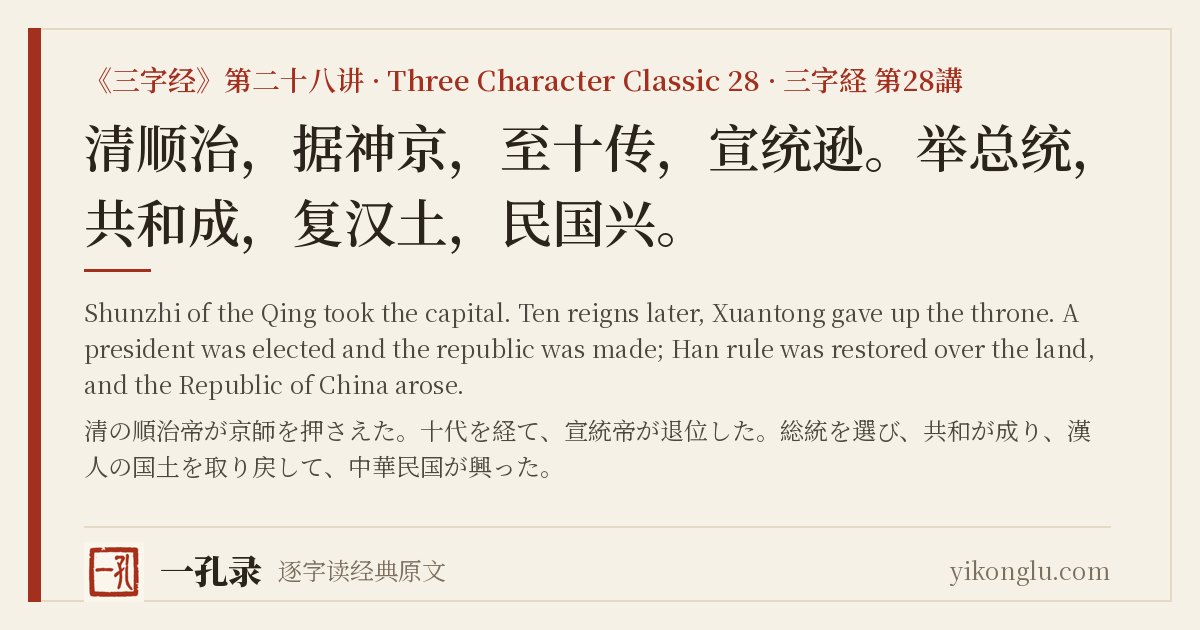 《三字经》第二十八讲 · Three Character Classic 28 · 三字経 第28講
清顺治，据神京，至十传，宣统逊。举总统，
共和成，复汉土，民国兴。
Shunzhi of the Qing took the capital. Ten reigns later, Xuantong gave up the throne. A
president was elected and the republic was made; Han rule was restored over the land,
and the Republic of China arose.
清の順治帝が京師を押さえた。十代を経て、宣統帝が退位した。総統を選び、共和が成り、漢
人の国土を取り戻して、中華民国が興った。
一孔
一孔录 逐字读经典原文
yikonglu.com